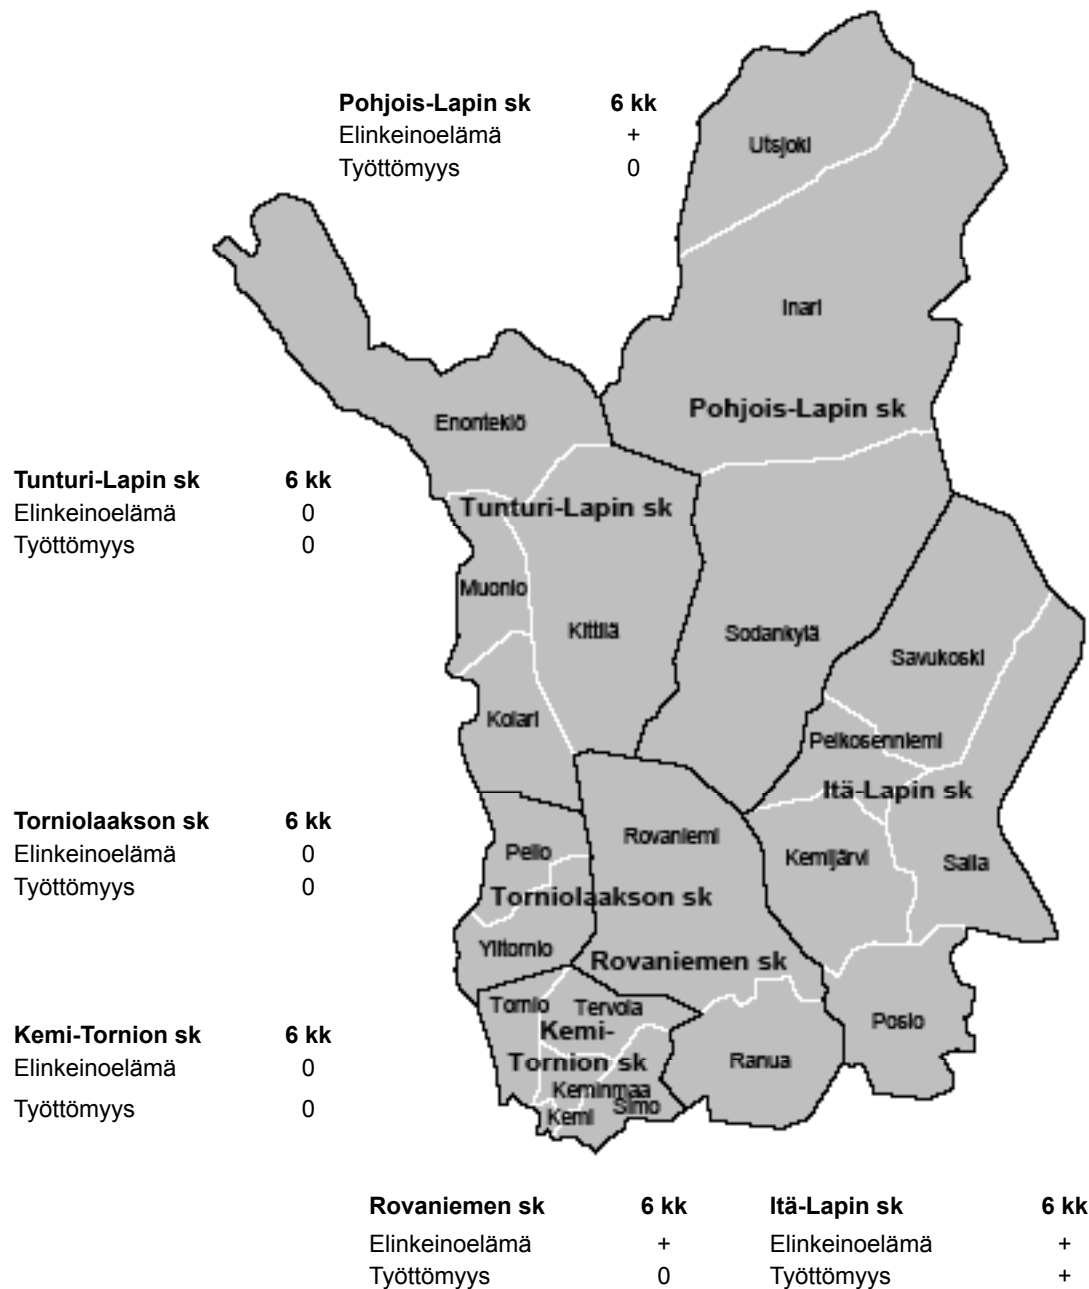 Pohjois-Lapin sk 6 kk
Elinkeinoelämä +
Työttömyys 0
Utsjoki
Inari
Pohjois-Lapin sk
Enontekiö
Tunturi-Lapin sk 6 kk
Elinkeinoelämä 0
Työttömyys 0
Tunturi-Lapin sk
Muonio
Kittilä
Sodankylä
Savukoski
Kolari
Pelkosenniemi
Itä-Lapin sk
Torniolaakson sk 6 kk
Elinkeinoelämä 0
Työttömyys 0
Pello
Rovaniemi
Kemijärvi
Salla
Torniolaakson sk
Ylitornio
Rovaniemen sk
Kemi-Tornion sk 6 kk
Elinkeinoelämä 0
Työttömyys 0
Tornio
Tervola
Kemi-
Tornion sk
Keminmaa
Simo
Kemi
Ranua
Posio
Rovaniemen sk 6 kk
Elinkeinoelämä +
Työttömyys 0
Itä-Lapin sk 6 kk
Elinkeinoelämä +
Työttömyys +